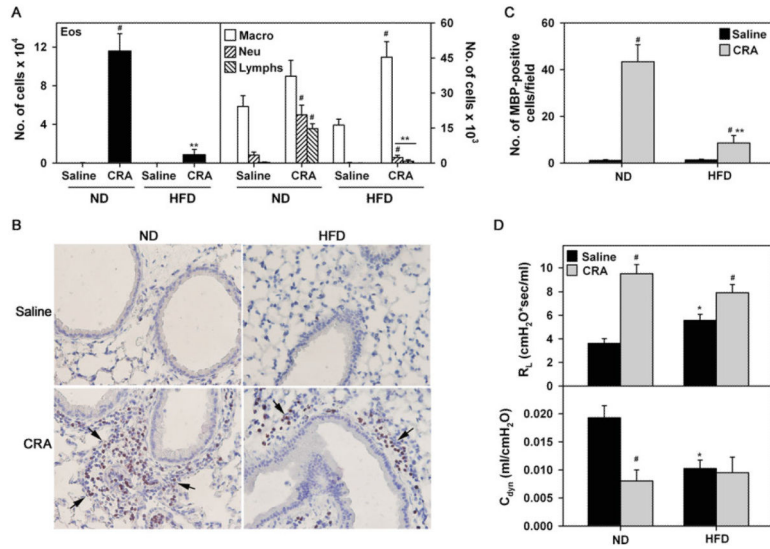 A
Eos
No. of cells x 10⁴
12
8
4
0
#
**
Saline CRA Saline CRA
ND HFD
Macro
Neu
Lymphs
#
#
#
**
#
Saline CRA Saline CRA
ND HFD
60
45
30
15
0
No. of cells x 10³
B
ND HFD
Saline
CRA
C
Saline
CRA
No. of MBP-positive
cells/field
60
40
20
0
#
# **
ND HFD
D
Saline
CRA
R_L (cmH₂O*sec/ml)
10
8
6
4
2
0
#
*
#
C_dyn (ml/cmH₂O)
0.020
0.015
0.010
0.005
0.000
#
*
ND HFD